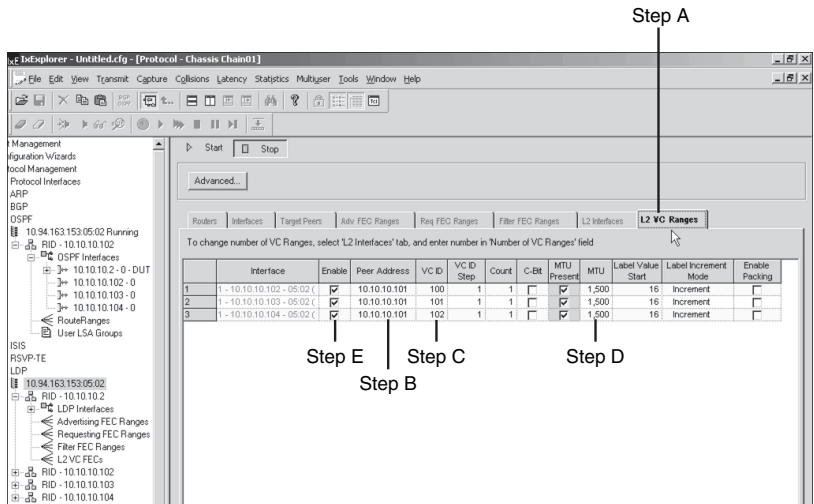 Step A
IxExplorer - Untitled.cfg - [Protocol - Chassis Chain01]
File Edit View Transmit Capture Collisions Latency Statistics Multiuser Tools Window Help
Start Stop
Advanced...
Routers Interfaces Target Peers Adv FEC Ranges Req FEC Ranges Filter FEC Ranges L2 Interfaces L2 VC Ranges
To change number of VC Ranges, select 'L2 Interfaces' tab, and enter number in 'Number of VC Ranges' field
Interface Enable Peer Address VC ID VC ID Step Count C-Bit MTU Present MTU Label Value Start Label Increment Mode Enable Packing
1 1 - 10.10.10.102 - 05:02 ( 10.10.10.101 100 1 1 1,500 16 Increment
2 1 - 10.10.10.103 - 05:02 ( 10.10.10.101 101 1 1 1,500 16 Increment
3 1 - 10.10.10.104 - 05:02 ( 10.10.10.101 102 1 1 1,500 16 Increment
Step E Step C Step D
Step B
t Management
figuration Wizards
tocol Management
Protocol Interfaces
ARP
BGP
OSPF
10.94.163.153:05:02 Running
RID - 10.10.10.102
OSPF Interfaces
10.10.10.2 - 0 - DUT
10.10.10.102 - 0
10.10.10.103 - 0
10.10.10.104 - 0
RouteRanges
User LSA Groups
ISIS
RSVP-TE
LDP
10.94.163.153:05:02
RID - 10.10.10.2
LDP Interfaces
Advertising FEC Ranges
Requesting FEC Ranges
Filter FEC Ranges
L2 VC FECs
RID - 10.10.10.102
RID - 10.10.10.103
RID - 10.10.10.104